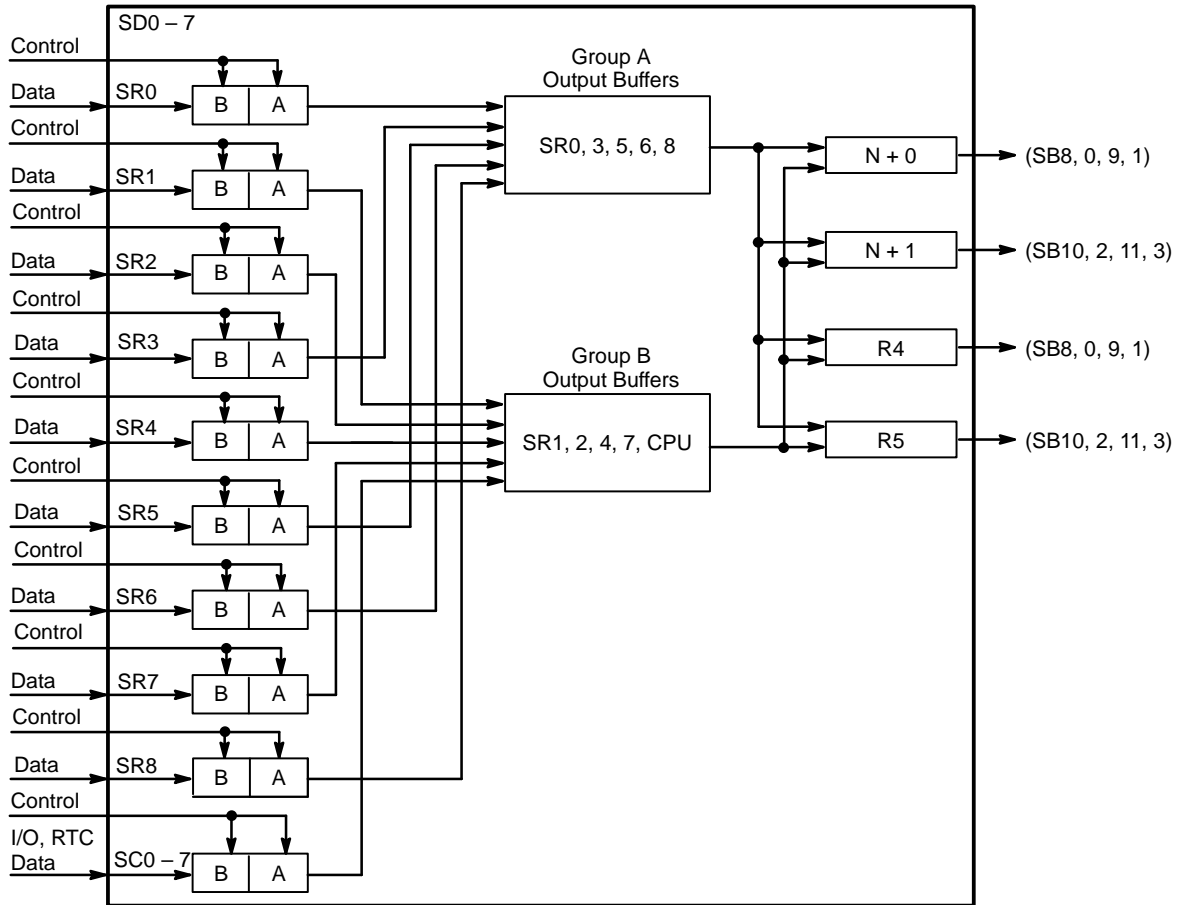 SD0 – 7
Control
Data SR0 B A
Control
Data SR1 B A
Control
Data SR2 B A
Control
Data SR3 B A
Control
Data SR4 B A
Control
Data SR5 B A
Control
Data SR6 B A
Control
Data SR7 B A
Control
Data SR8 B A
Control
I/O, RTC
Data SC0 – 7 B A
Group A
Output Buffers
SR0, 3, 5, 6, 8
Group B
Output Buffers
SR1, 2, 4, 7, CPU
N + 0 (SB8, 0, 9, 1)
N + 1 (SB10, 2, 11, 3)
R4 (SB8, 0, 9, 1)
R5 (SB10, 2, 11, 3)